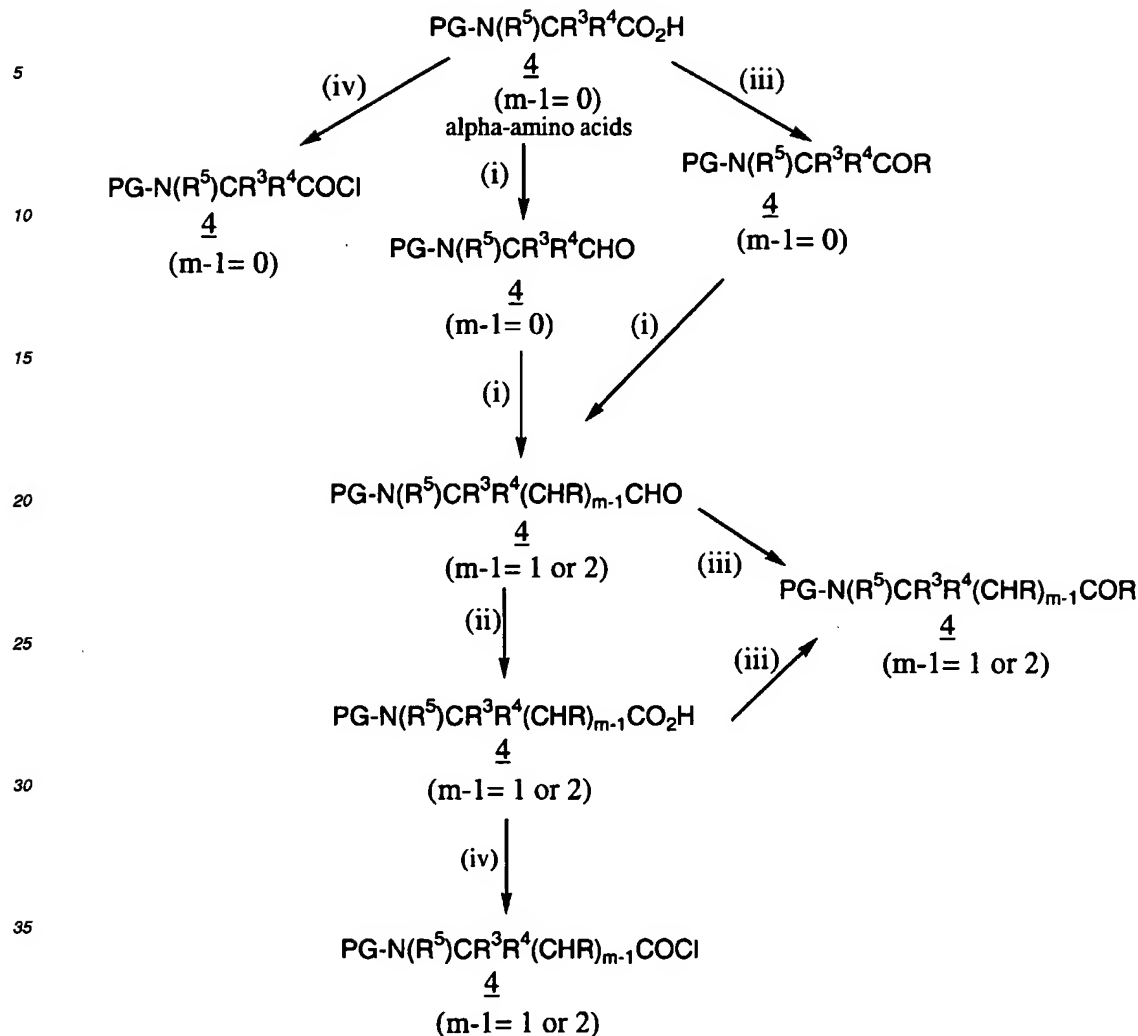 PG-N(R⁵)CR³R⁴CO₂H
5
4
(m-1= 0)
alpha-amino acids
(iv)
(iii)
(i)
PG-N(R⁵)CR³R⁴COCl
4
(m-1= 0)
PG-N(R⁵)CR³R⁴COR
4
(m-1= 0)
10
PG-N(R⁵)CR³R⁴CHO
4
(m-1= 0)
(i)
15
(i)
20
PG-N(R⁵)CR³R⁴(CHR)ₘ₋₁CHO
4
(m-1= 1 or 2)
(iii)
PG-N(R⁵)CR³R⁴(CHR)ₘ₋₁COR
4
(m-1= 1 or 2)
(ii)
25
(iii)
PG-N(R⁵)CR³R⁴(CHR)ₘ₋₁CO₂H
4
(m-1= 1 or 2)
30
(iv)
35
PG-N(R⁵)CR³R⁴(CHR)ₘ₋₁COCl
4
(m-1= 1 or 2)